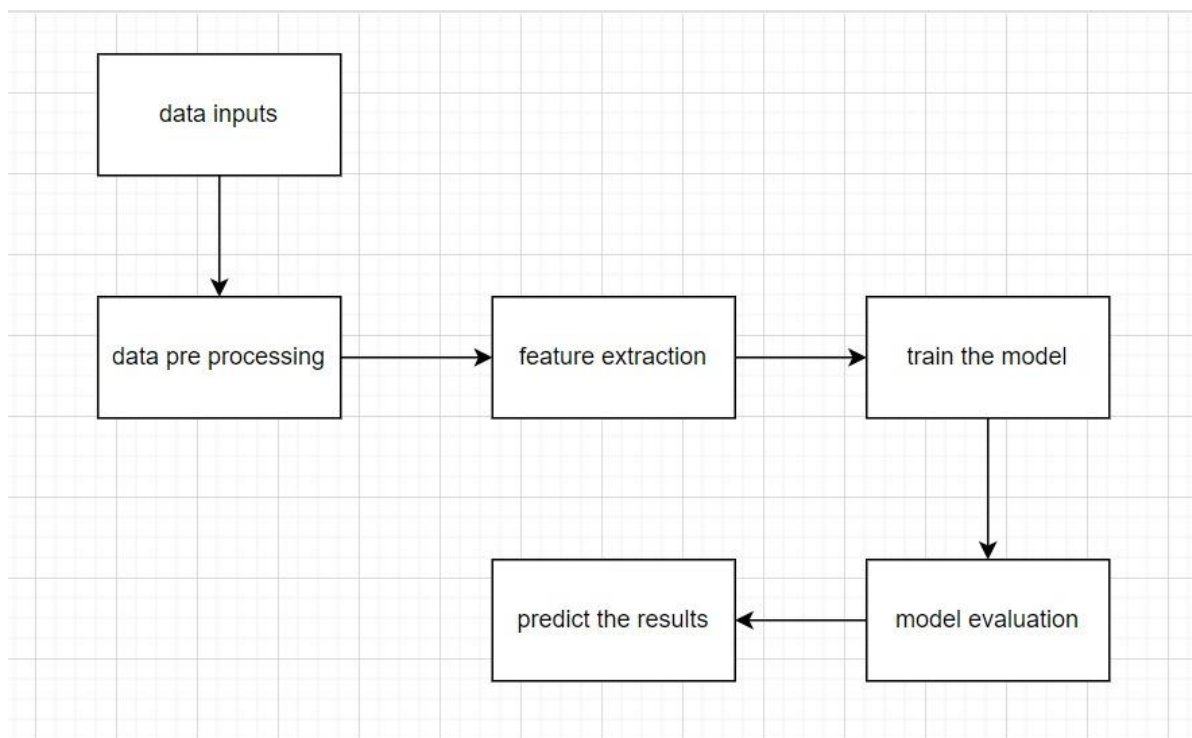 data inputs
data pre processing
feature extraction
train the model
model evaluation
predict the results